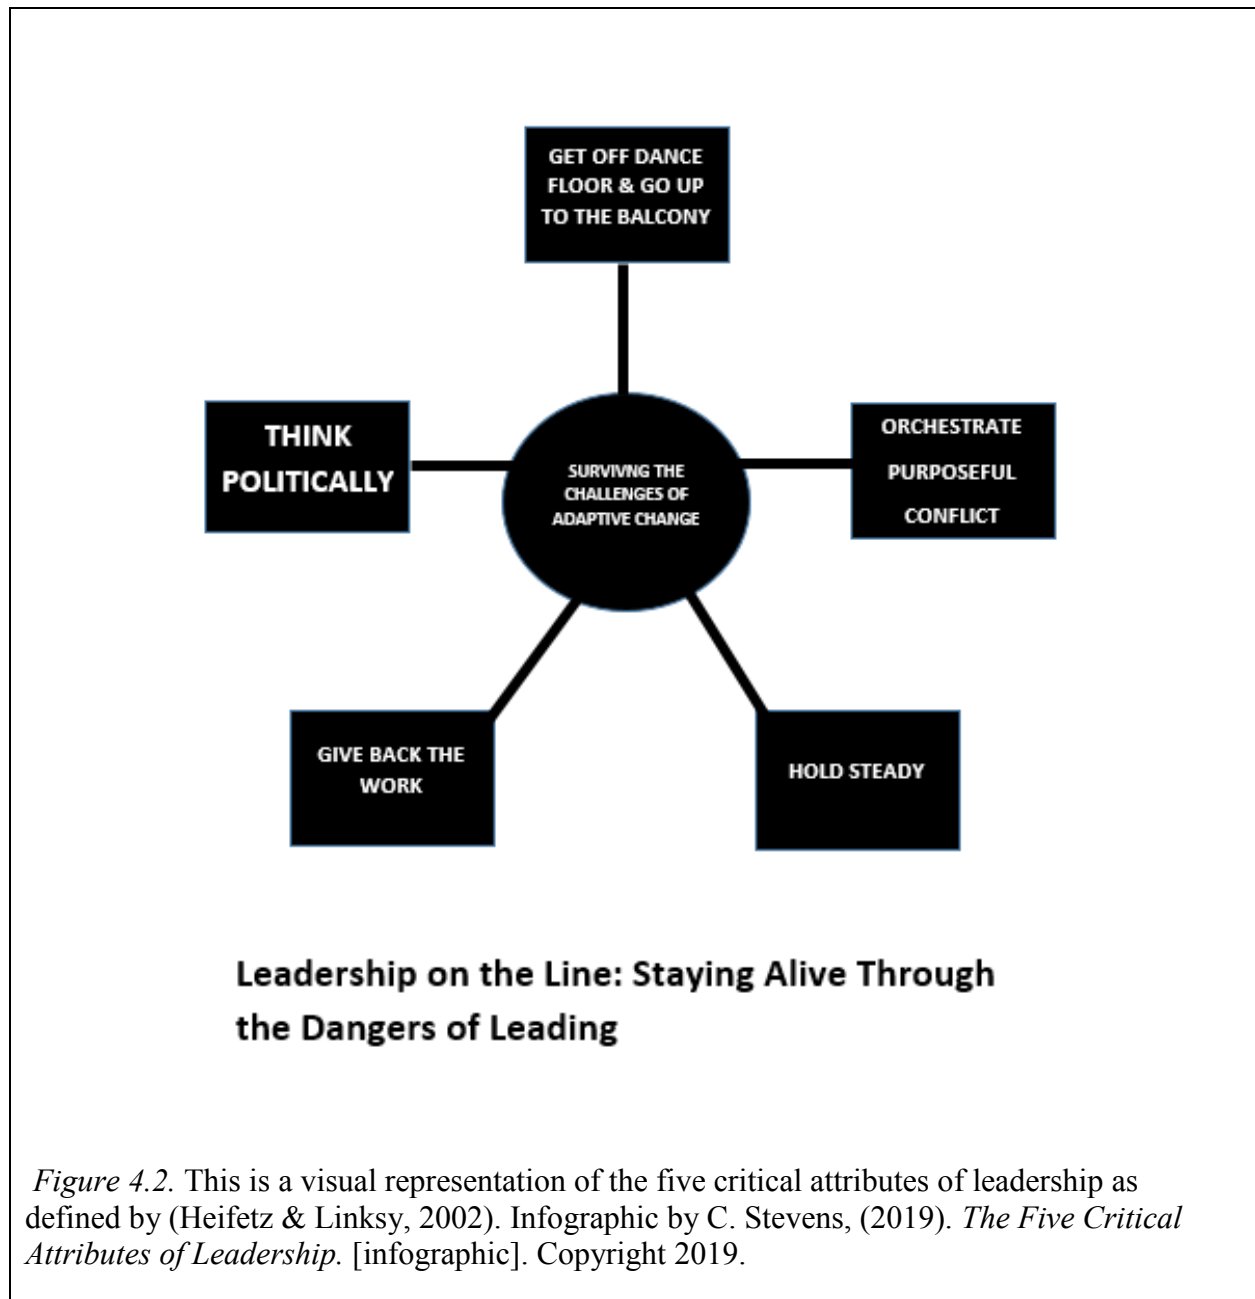 GET OFF DANCE
FLOOR & GO UP
TO THE BALCONY
THINK
POLITICALLY
SURVIVNG THE
CHALLENGES OF
ADAPTIVE CHANGE
ORCHESTRATE
PURPOSEFUL
CONFLICT
GIVE BACK THE
WORK
HOLD STEADY
Leadership on the Line: Staying Alive Through
the Dangers of Leading
Figure 4.2. This is a visual representation of the five critical attributes of leadership as
defined by (Heifetz & Linksy, 2002). Infographic by C. Stevens, (2019). The Five Critical
Attributes of Leadership. [infographic]. Copyright 2019.